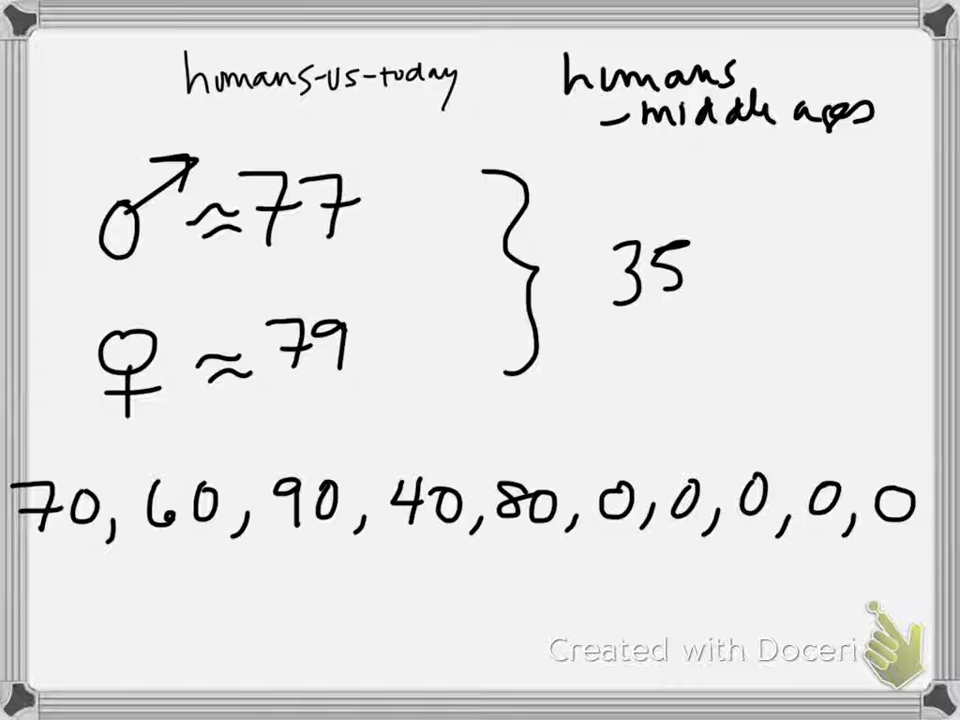 humans-us-today
humans
- middle ages
♂ ≈ 77
35
♀ ≈ 79
70, 60, 90, 40, 80, 0, 0, 0, 0, 0
Created with Doceri